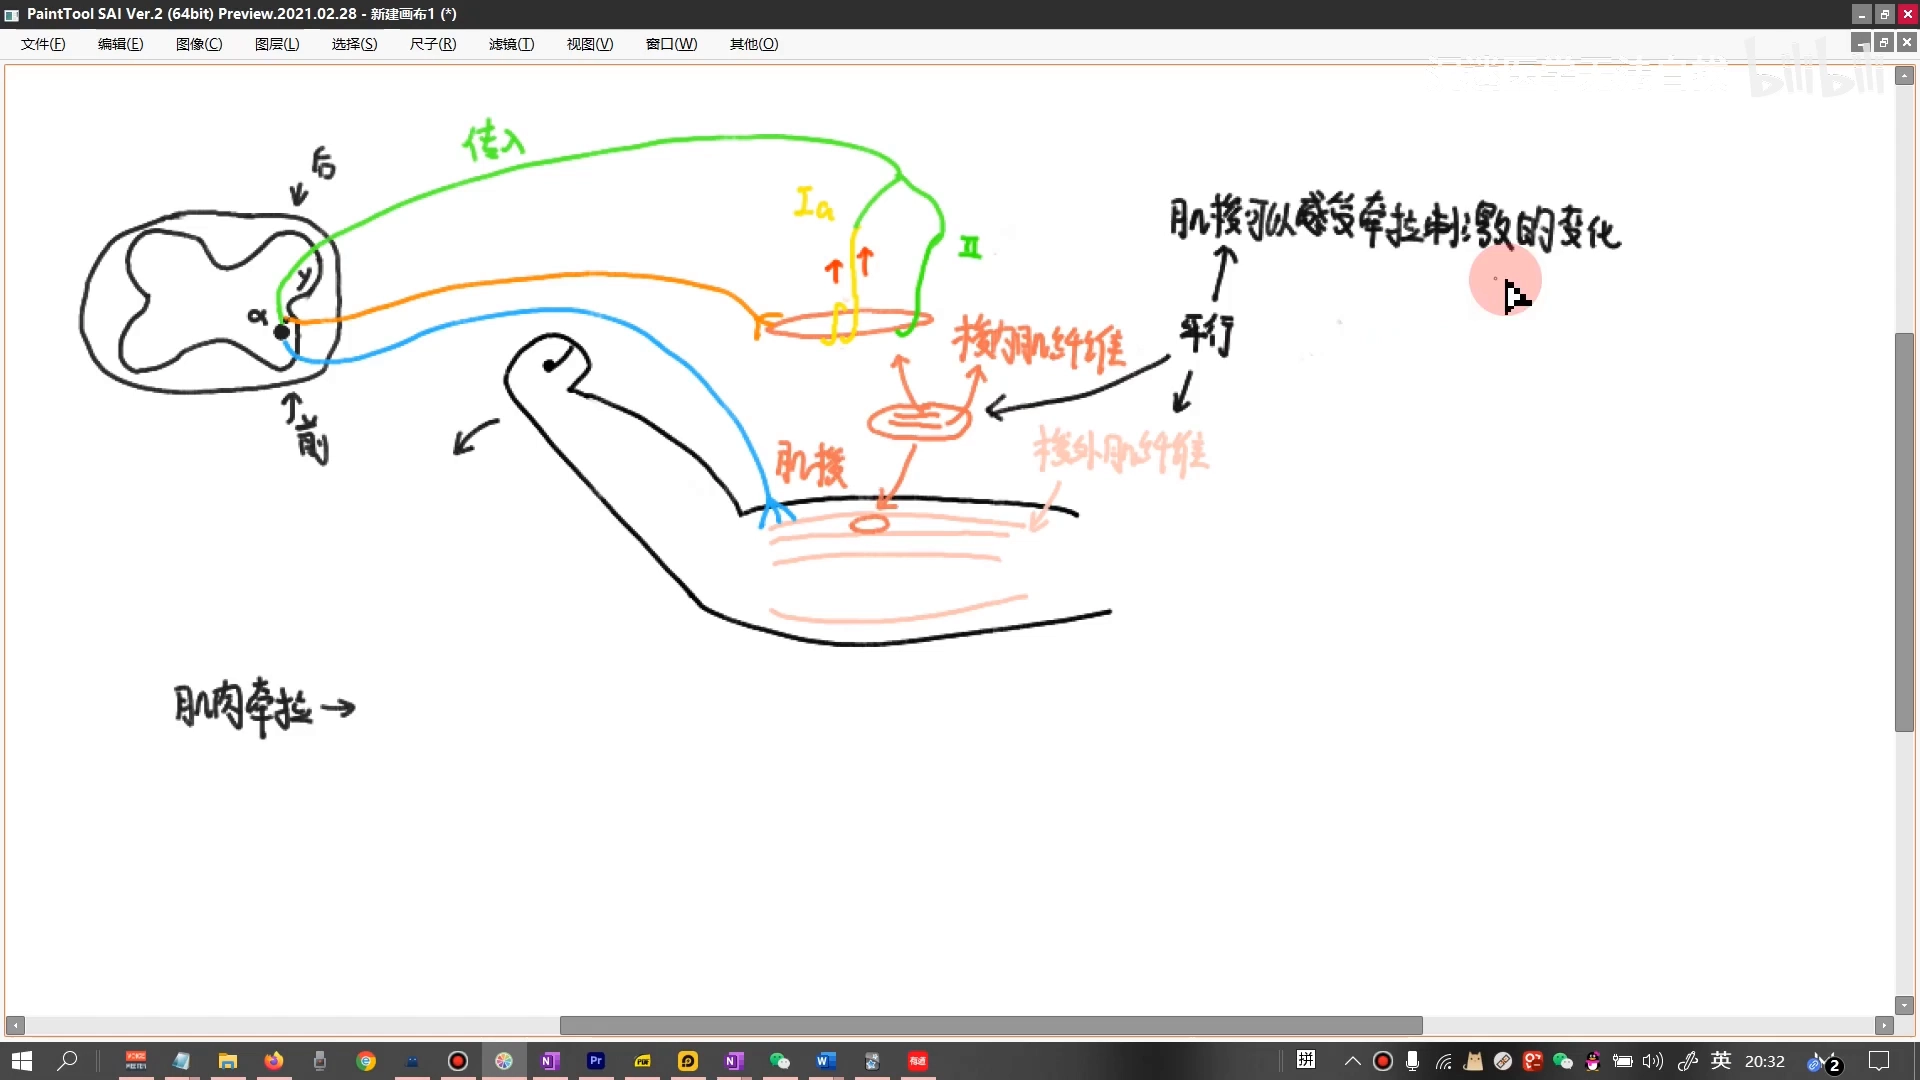 PaintTool SAI Ver.2 (64bit) Preview.2021.02.28 - 新建画布1 (*)
文件(F) 编辑(E) 图像(C) 图层(L) 选择(S) 尺子(R) 滤镜(T) 视图(V) 窗口(W) 其他(O)
bilibili
传入
后
Ia
II
肌梭可以感受牵拉刺激的变化
γ
α
平行
梭内肌纤维
前
肌梭
梭外肌纤维
肌肉牵拉→
拼
英
20:32
2